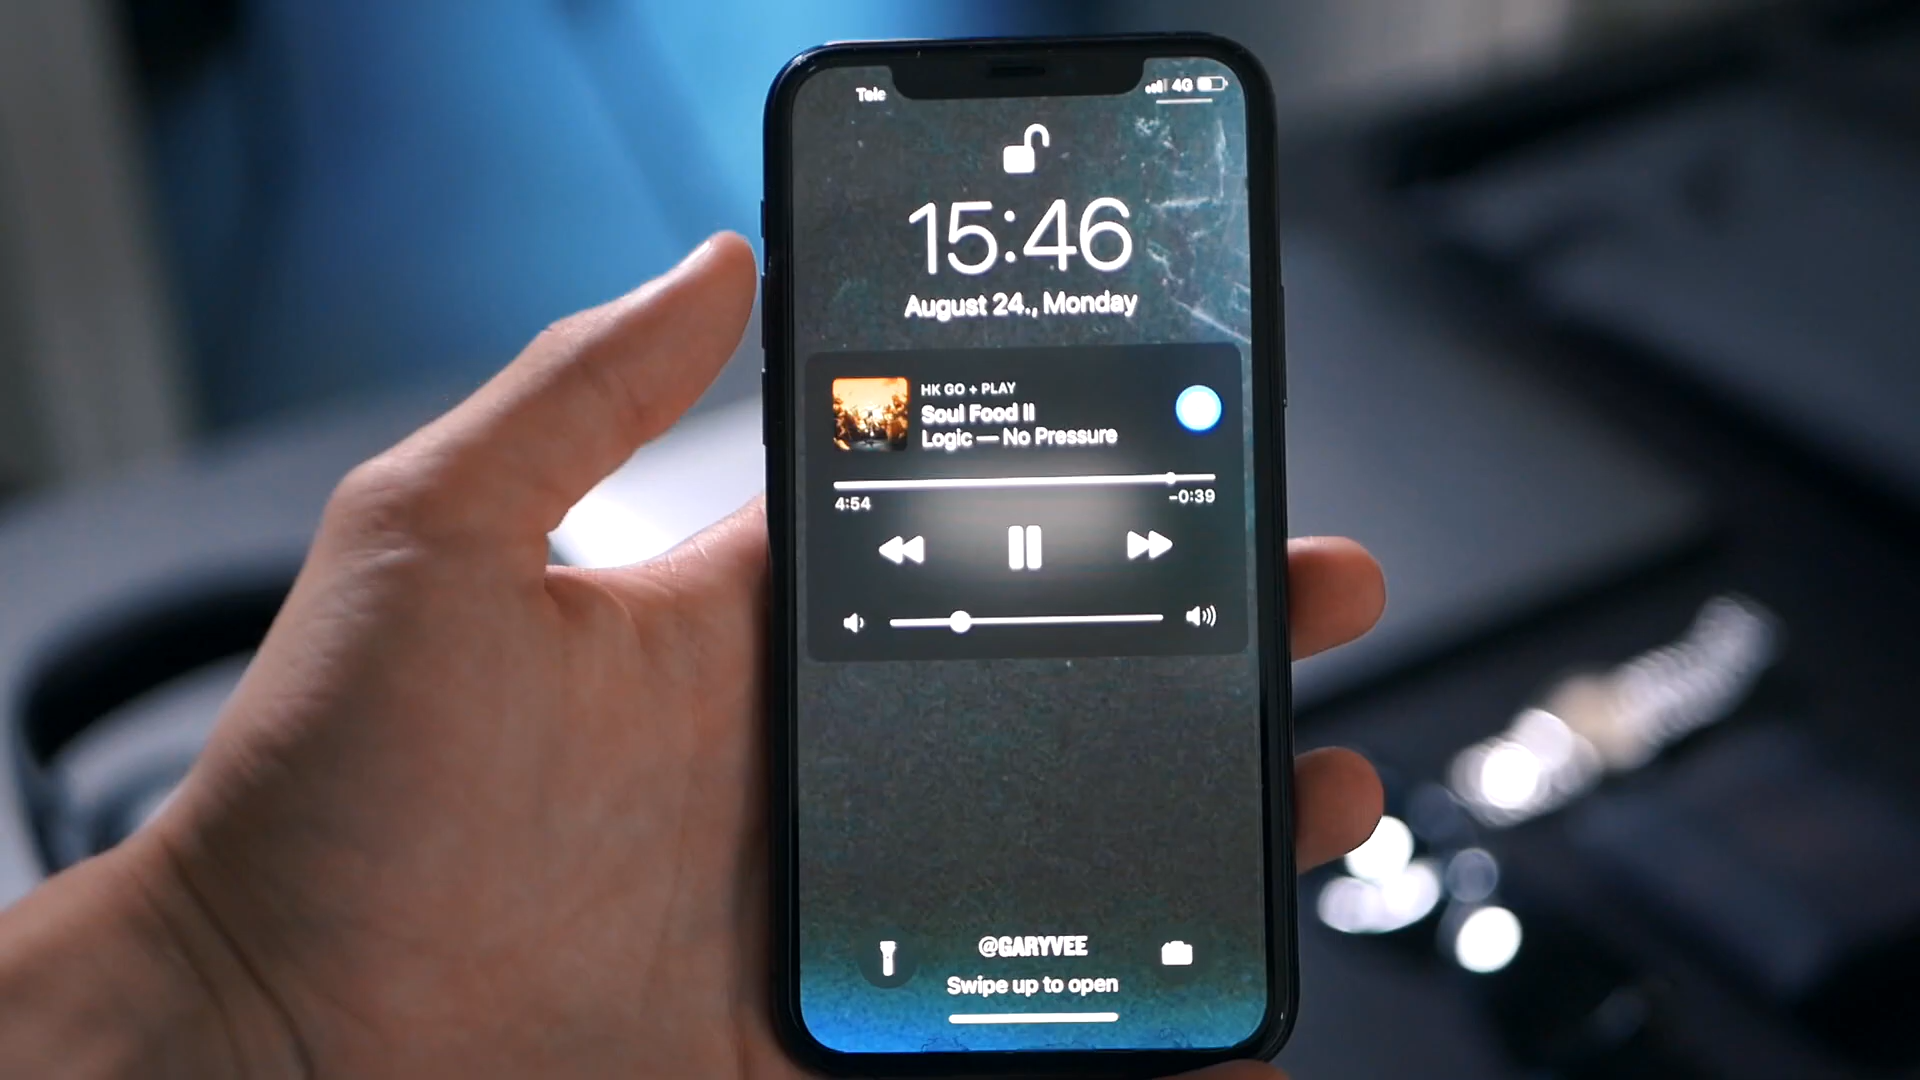 Tele
4G
15:46
August 24., Monday
HK GO + PLAY
Soul Food II
Logic — No Pressure
4:54
-0:39
@GARYVEE
Swipe up to open